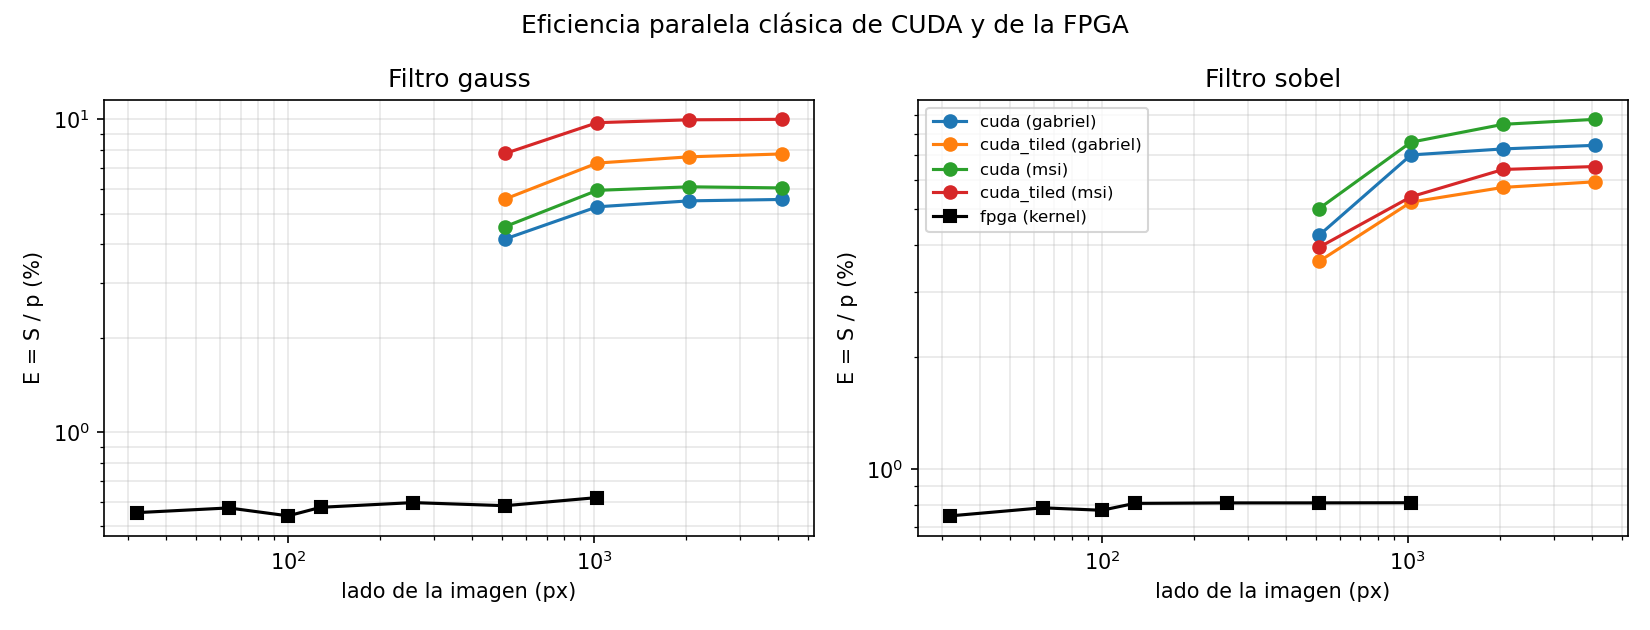 Eficiencia paralela clásica de CUDA y de la FPGA
Filtro gauss
E = S / p (%)
10¹
10⁰
10²
10³
lado de la imagen (px)
Filtro sobel
cuda (gabriel)
cuda_tiled (gabriel)
cuda (msi)
cuda_tiled (msi)
fpga (kernel)
E = S / p (%)
10⁰
10²
10³
lado de la imagen (px)